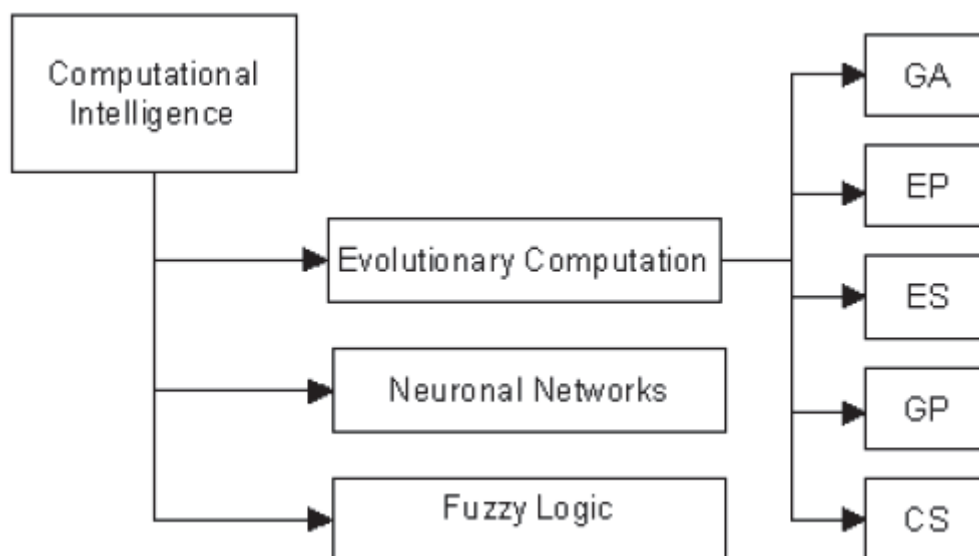 Computational
Intelligence
GA
EP
Evolutionary Computation
ES
Neuronal Networks
GP
Fuzzy Logic
CS